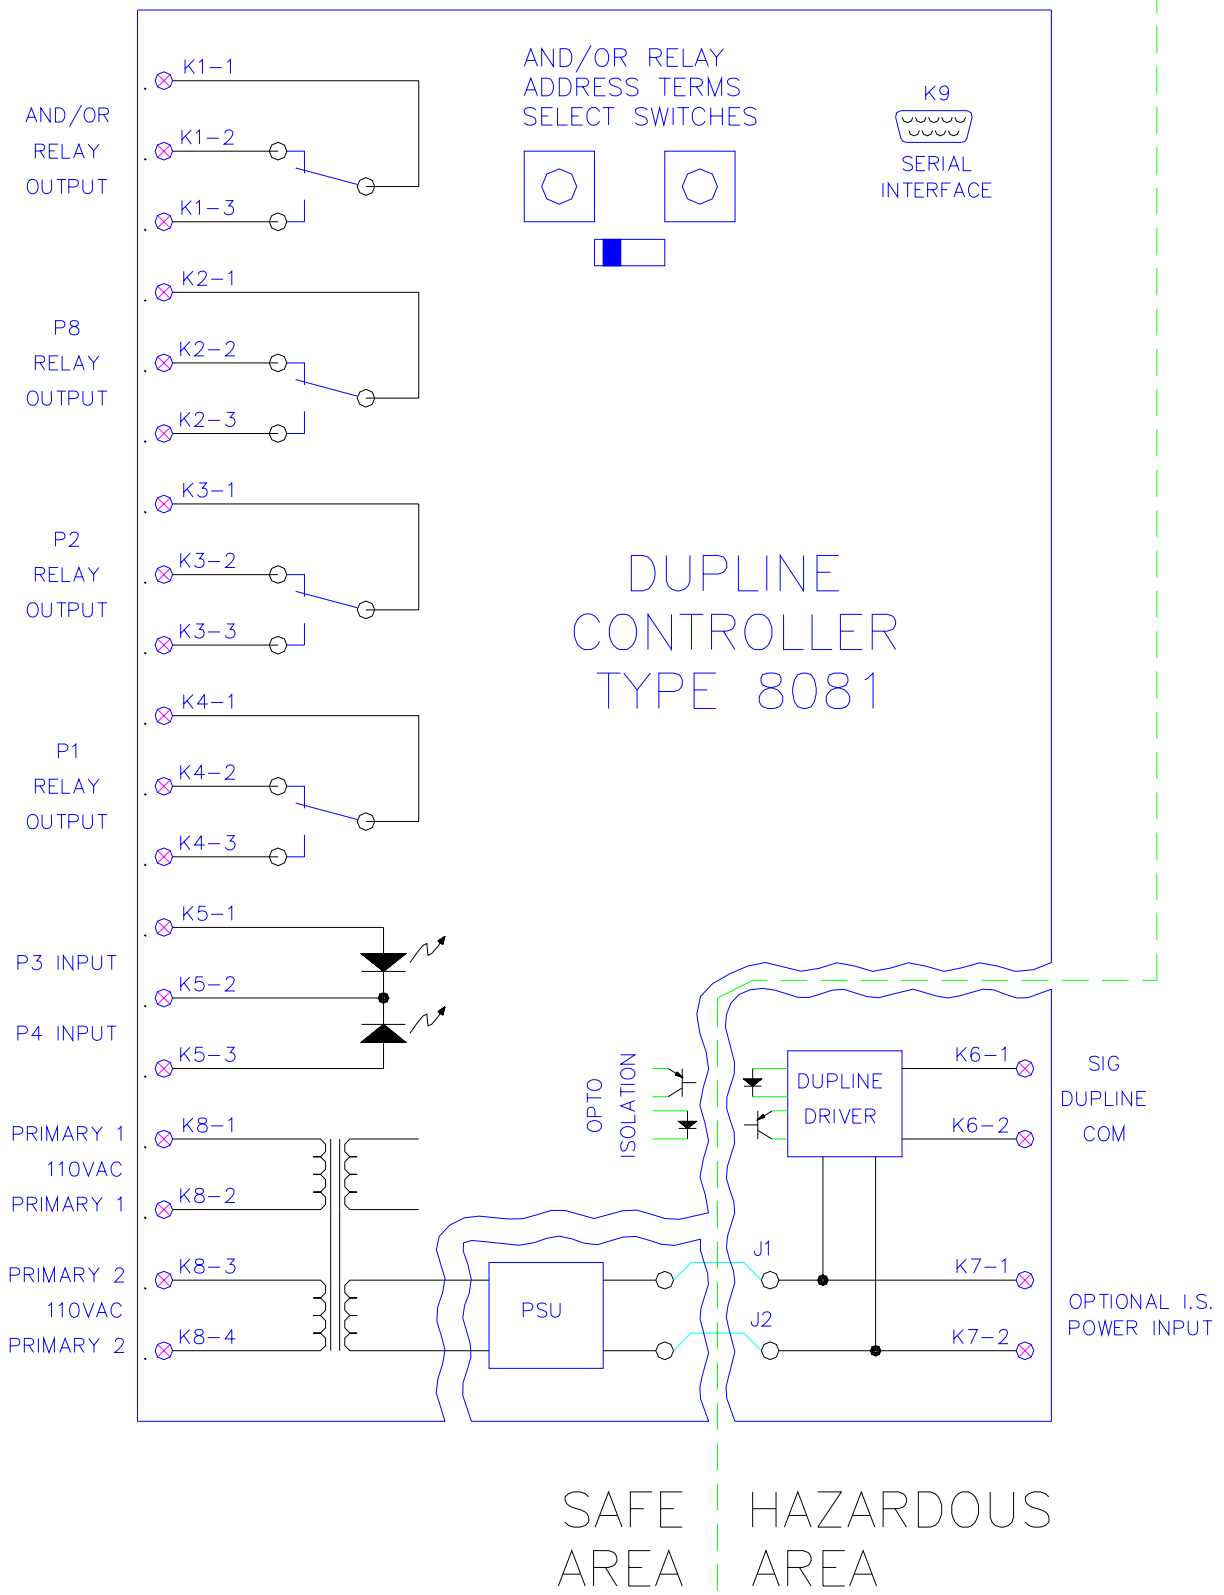 AND/OR RELAY
ADDRESS TERMS
SELECT SWITCHES
K9
SERIAL
INTERFACE
AND/OR
RELAY
OUTPUT
K1-1
K1-2
K1-3
P8
RELAY
OUTPUT
K2-1
K2-2
K2-3
P2
RELAY
OUTPUT
K3-1
K3-2
K3-3
DUPLINE
CONTROLLER
TYPE 8081
P1
RELAY
OUTPUT
K4-1
K4-2
K4-3
P3 INPUT
P4 INPUT
K5-1
K5-2
K5-3
OPTO
ISOLATION
DUPLINE
DRIVER
K6-1
K6-2
SIG
DUPLINE
COM
PRIMARY 1
110VAC
PRIMARY 1
K8-1
K8-2
PRIMARY 2
110VAC
PRIMARY 2
K8-3
K8-4
PSU
J1
J2
K7-1
K7-2
OPTIONAL I.S.
POWER INPUT
SAFE
AREA
HAZARDOUS
AREA